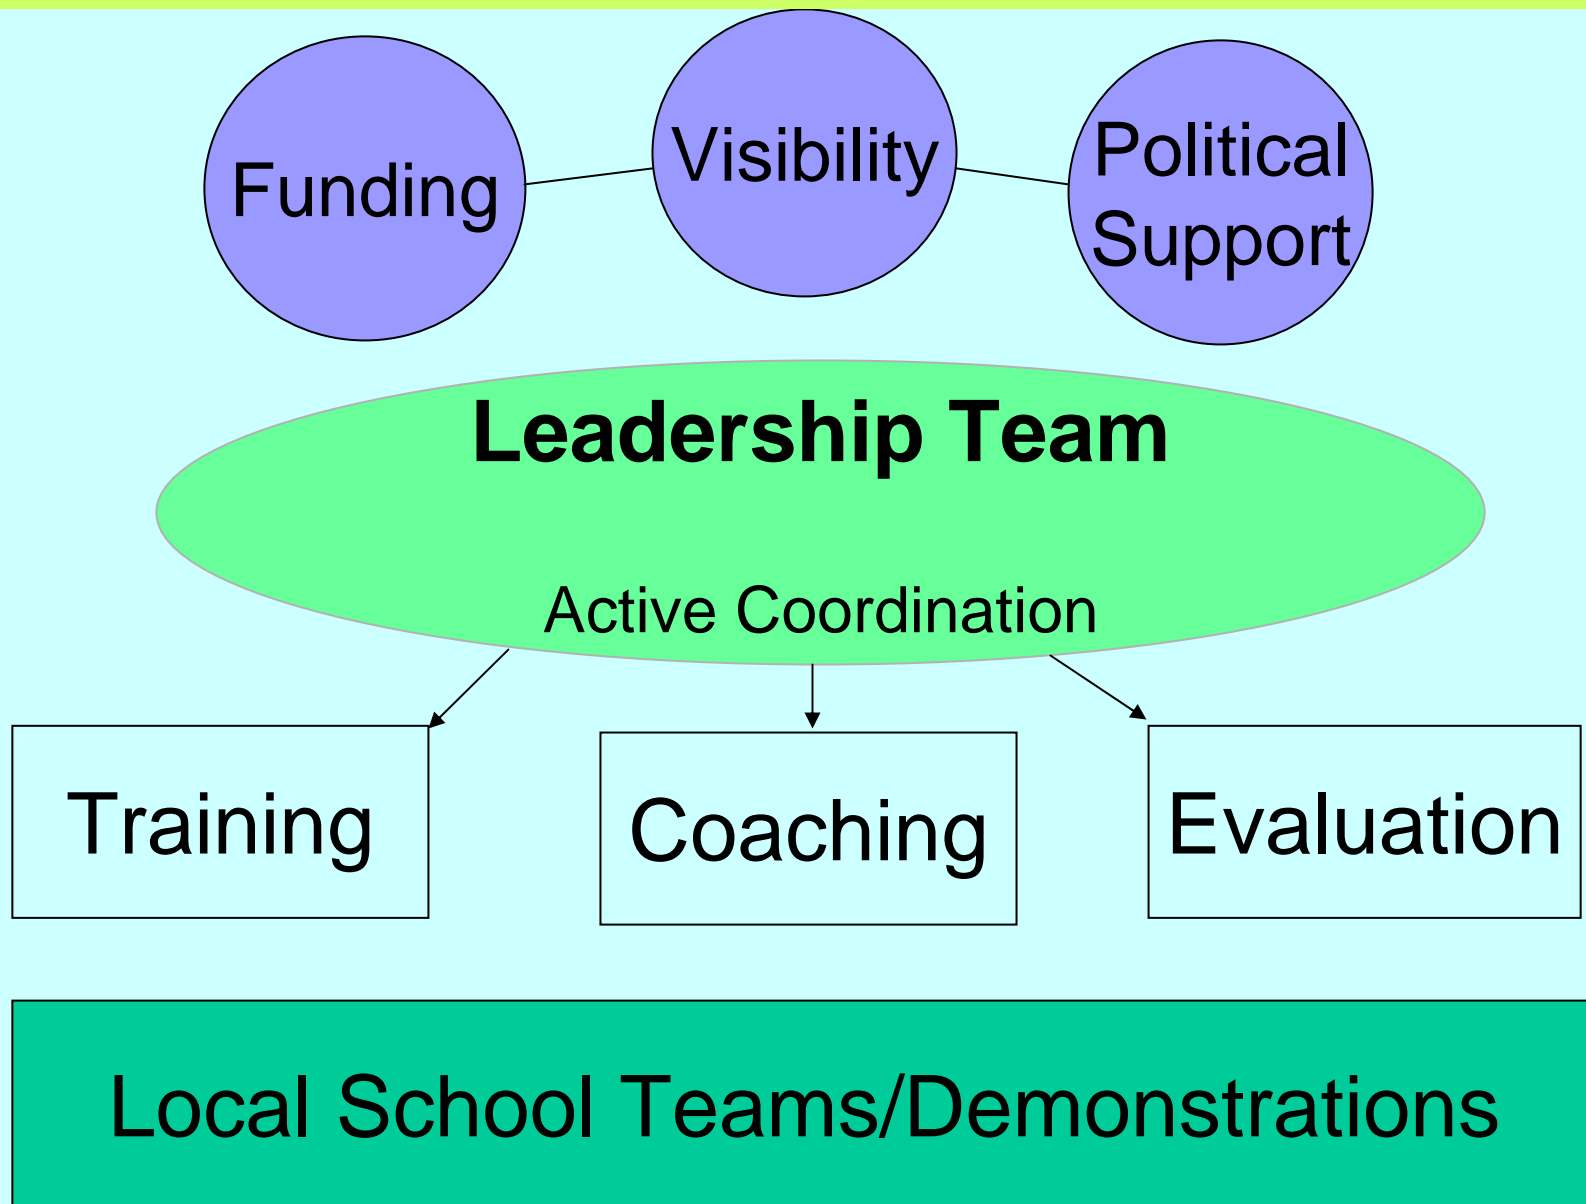 Funding
Visibility
Political
Support
Leadership Team
Active Coordination
Training
Coaching
Evaluation
Local School Teams/Demonstrations